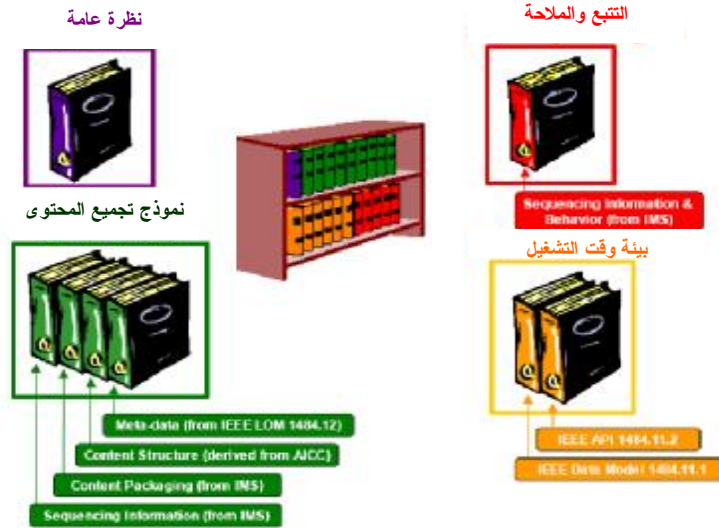 نظرة عامة
التتبع والملاحة
Sequencing Information &
Behavior (from IMS)
نموذج تجميع المحتوى
بيئة وقت التشغيل
Meta-data (from IEEE LOM 1484.12)
Content Structure (derived from AICC)
Content Packaging (from IMS)
Sequencing Information (from IMS)
IEEE API 1484.11.2
IEEE Data Model 1484.11.1